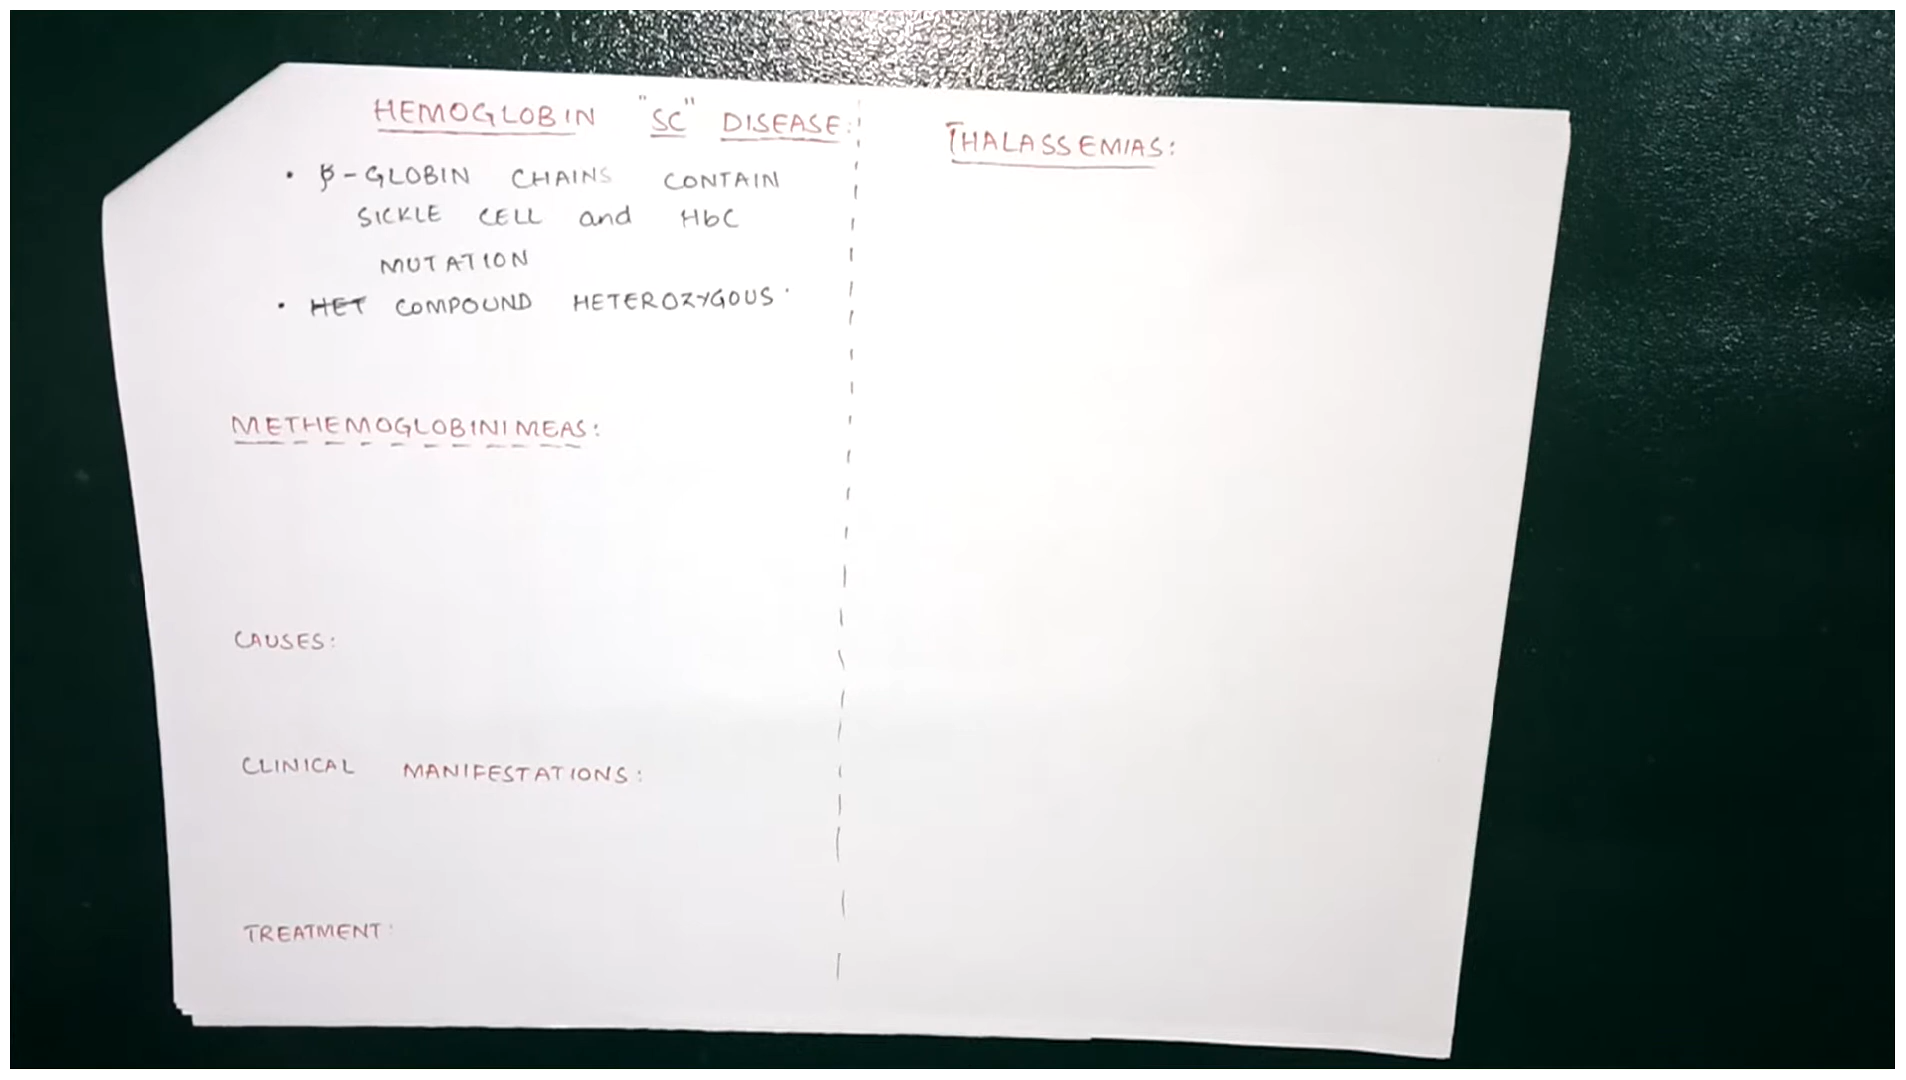 HEMOGLOBIN "SC" DISEASE:
• β-GLOBIN CHAINS CONTAIN
SICKLE CELL and HbC
MUTATION
• HET COMPOUND HETEROZYGOUS.
METHEMOGLOBINIMEAS:
CAUSES:
CLINICAL MANIFESTATIONS:
TREATMENT:
THALASSEMIAS: